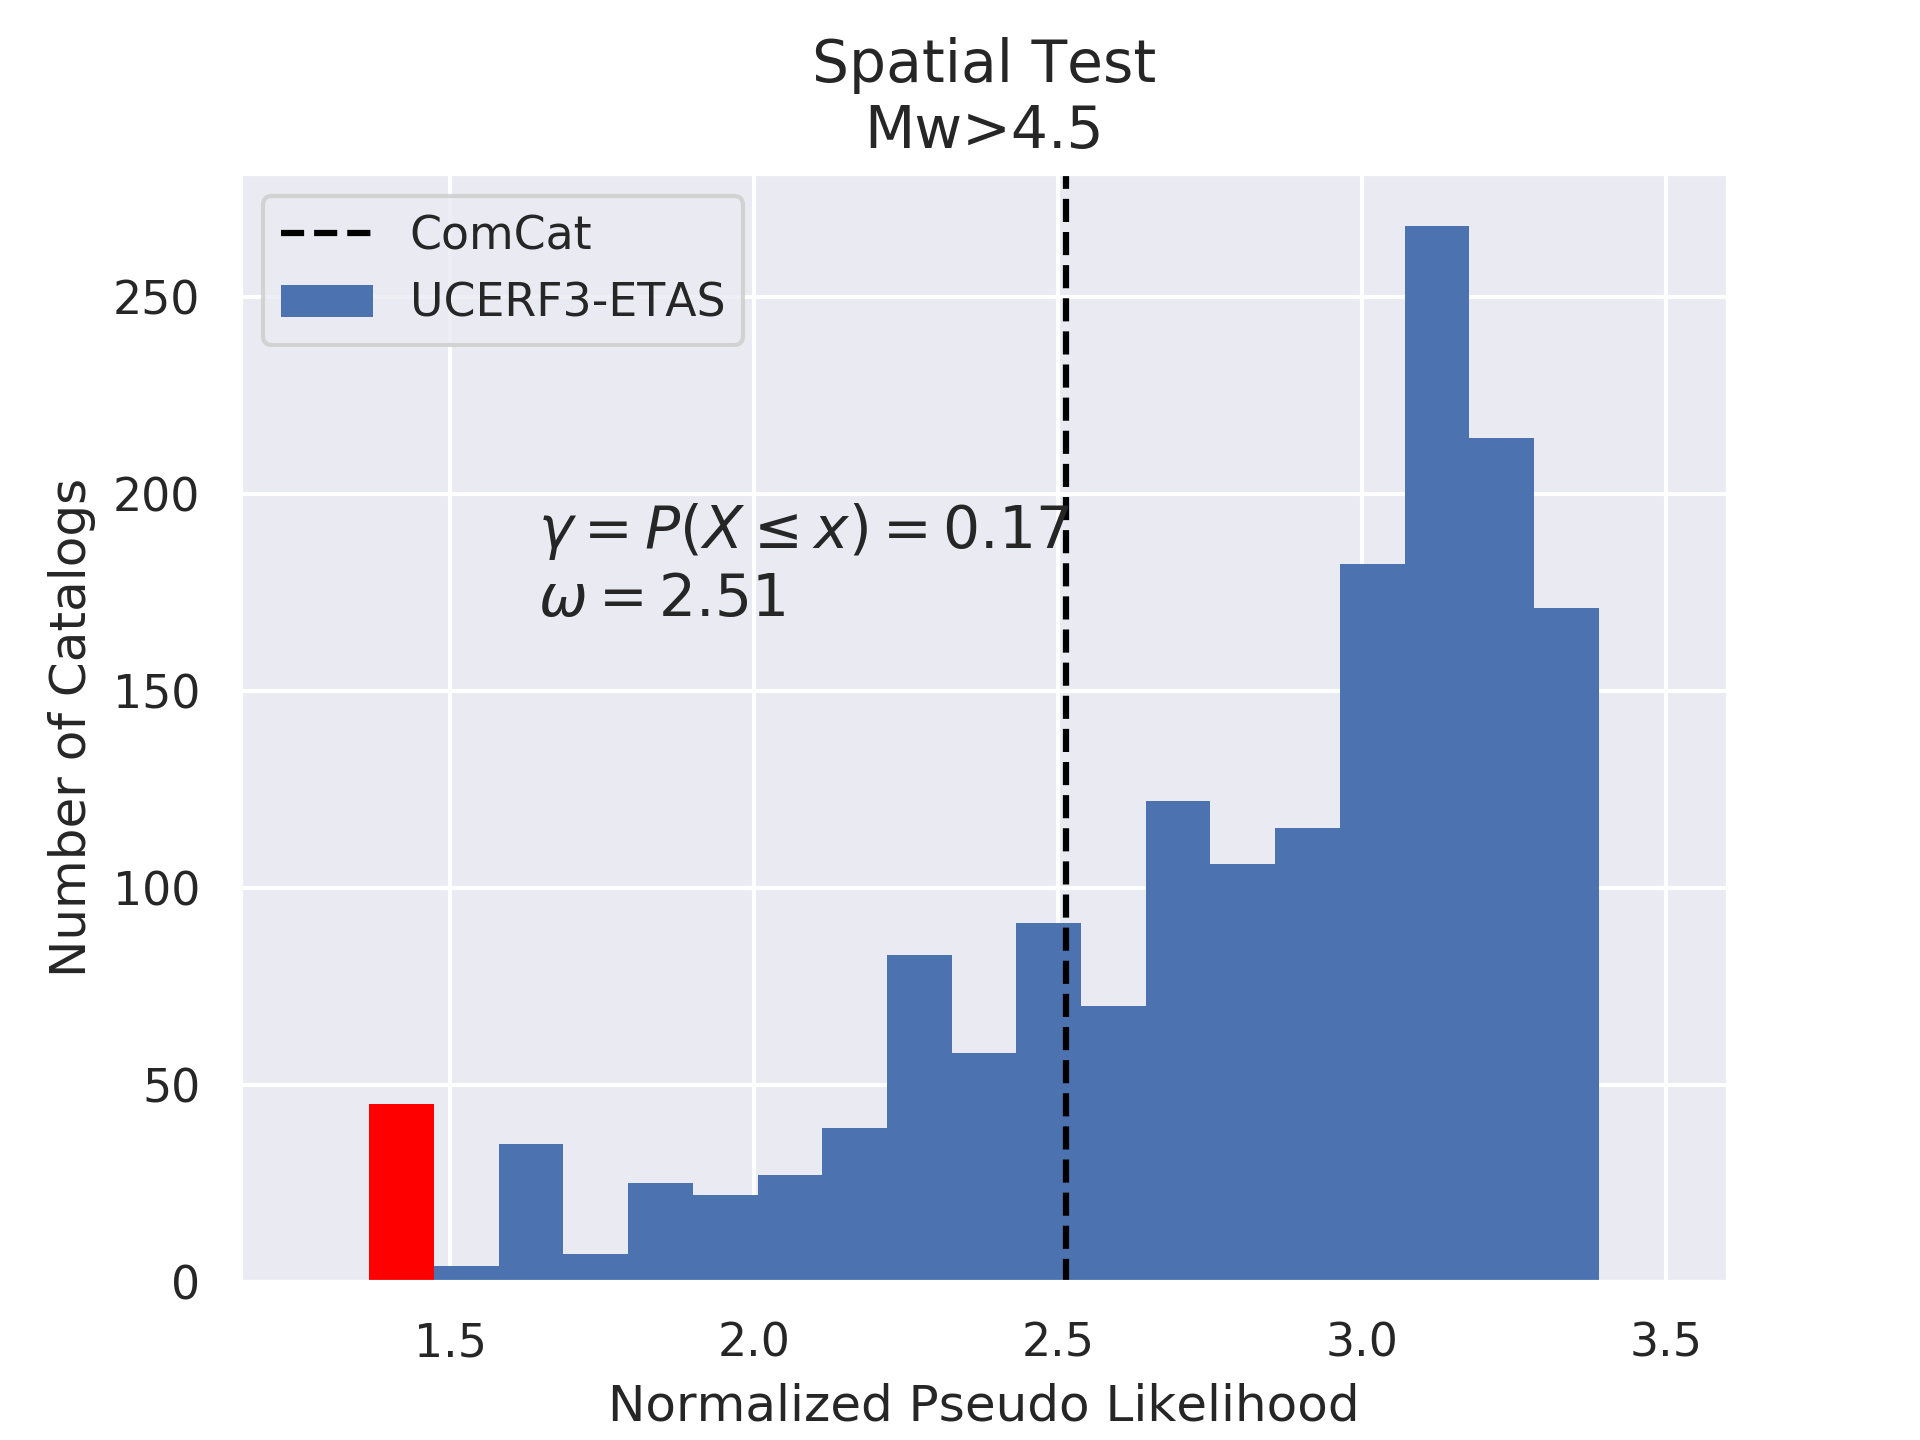 Spatial Test
Mw>4.5
ComCat
UCERF3-ETAS
γ = P(X ≤ x) = 0.17
ω = 2.51
Number of Catalogs
250
200
150
100
50
0
1.5 2.0 2.5 3.0 3.5
Normalized Pseudo Likelihood